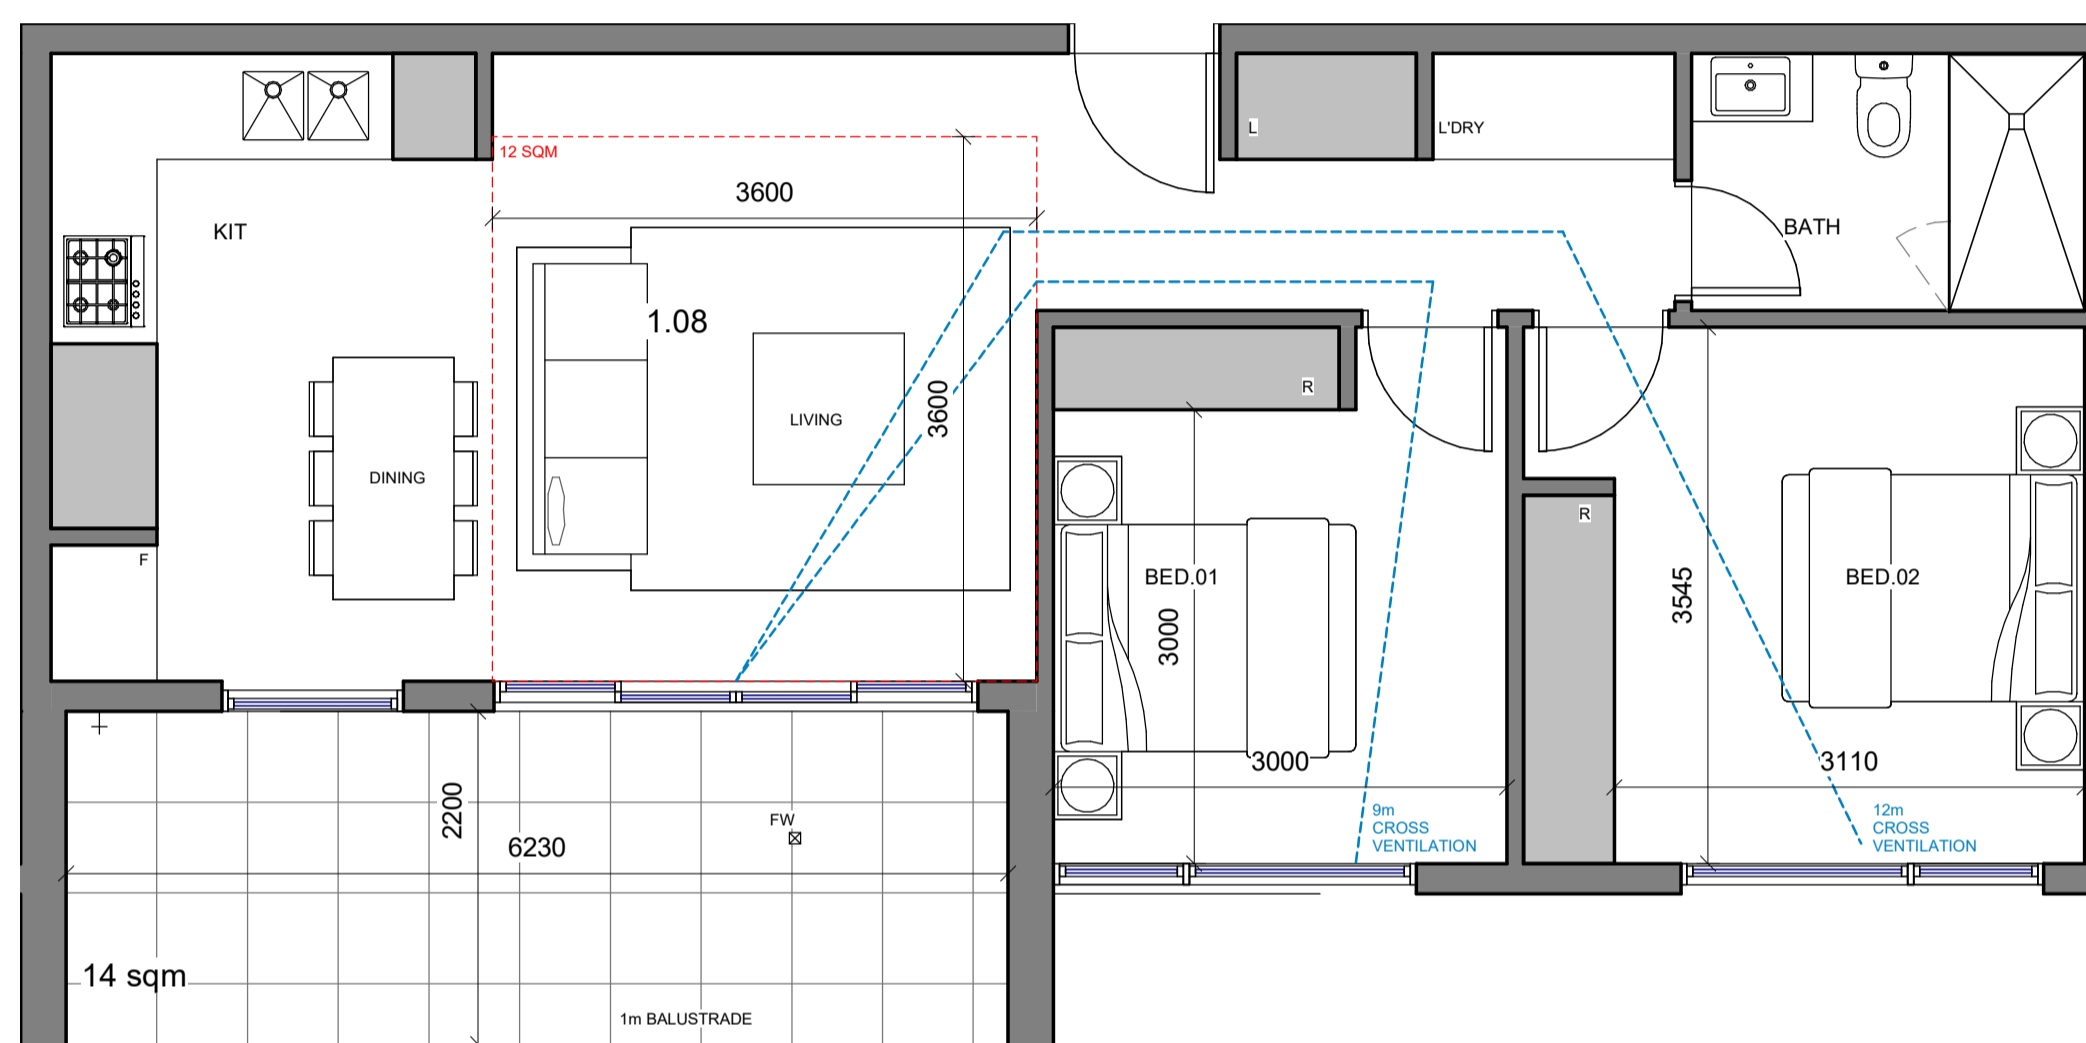 12 SQM
L
L'DRY
3600
KIT
BATH
1.08
R
3600
LIVING
DINING
R
F
BED.01
BED.02
3545
3000
3000
3110
2200
9m
CROSS
VENTILATION
12m
CROSS
VENTILATION
FW
6230
14 sqm
1m BALUSTRADE